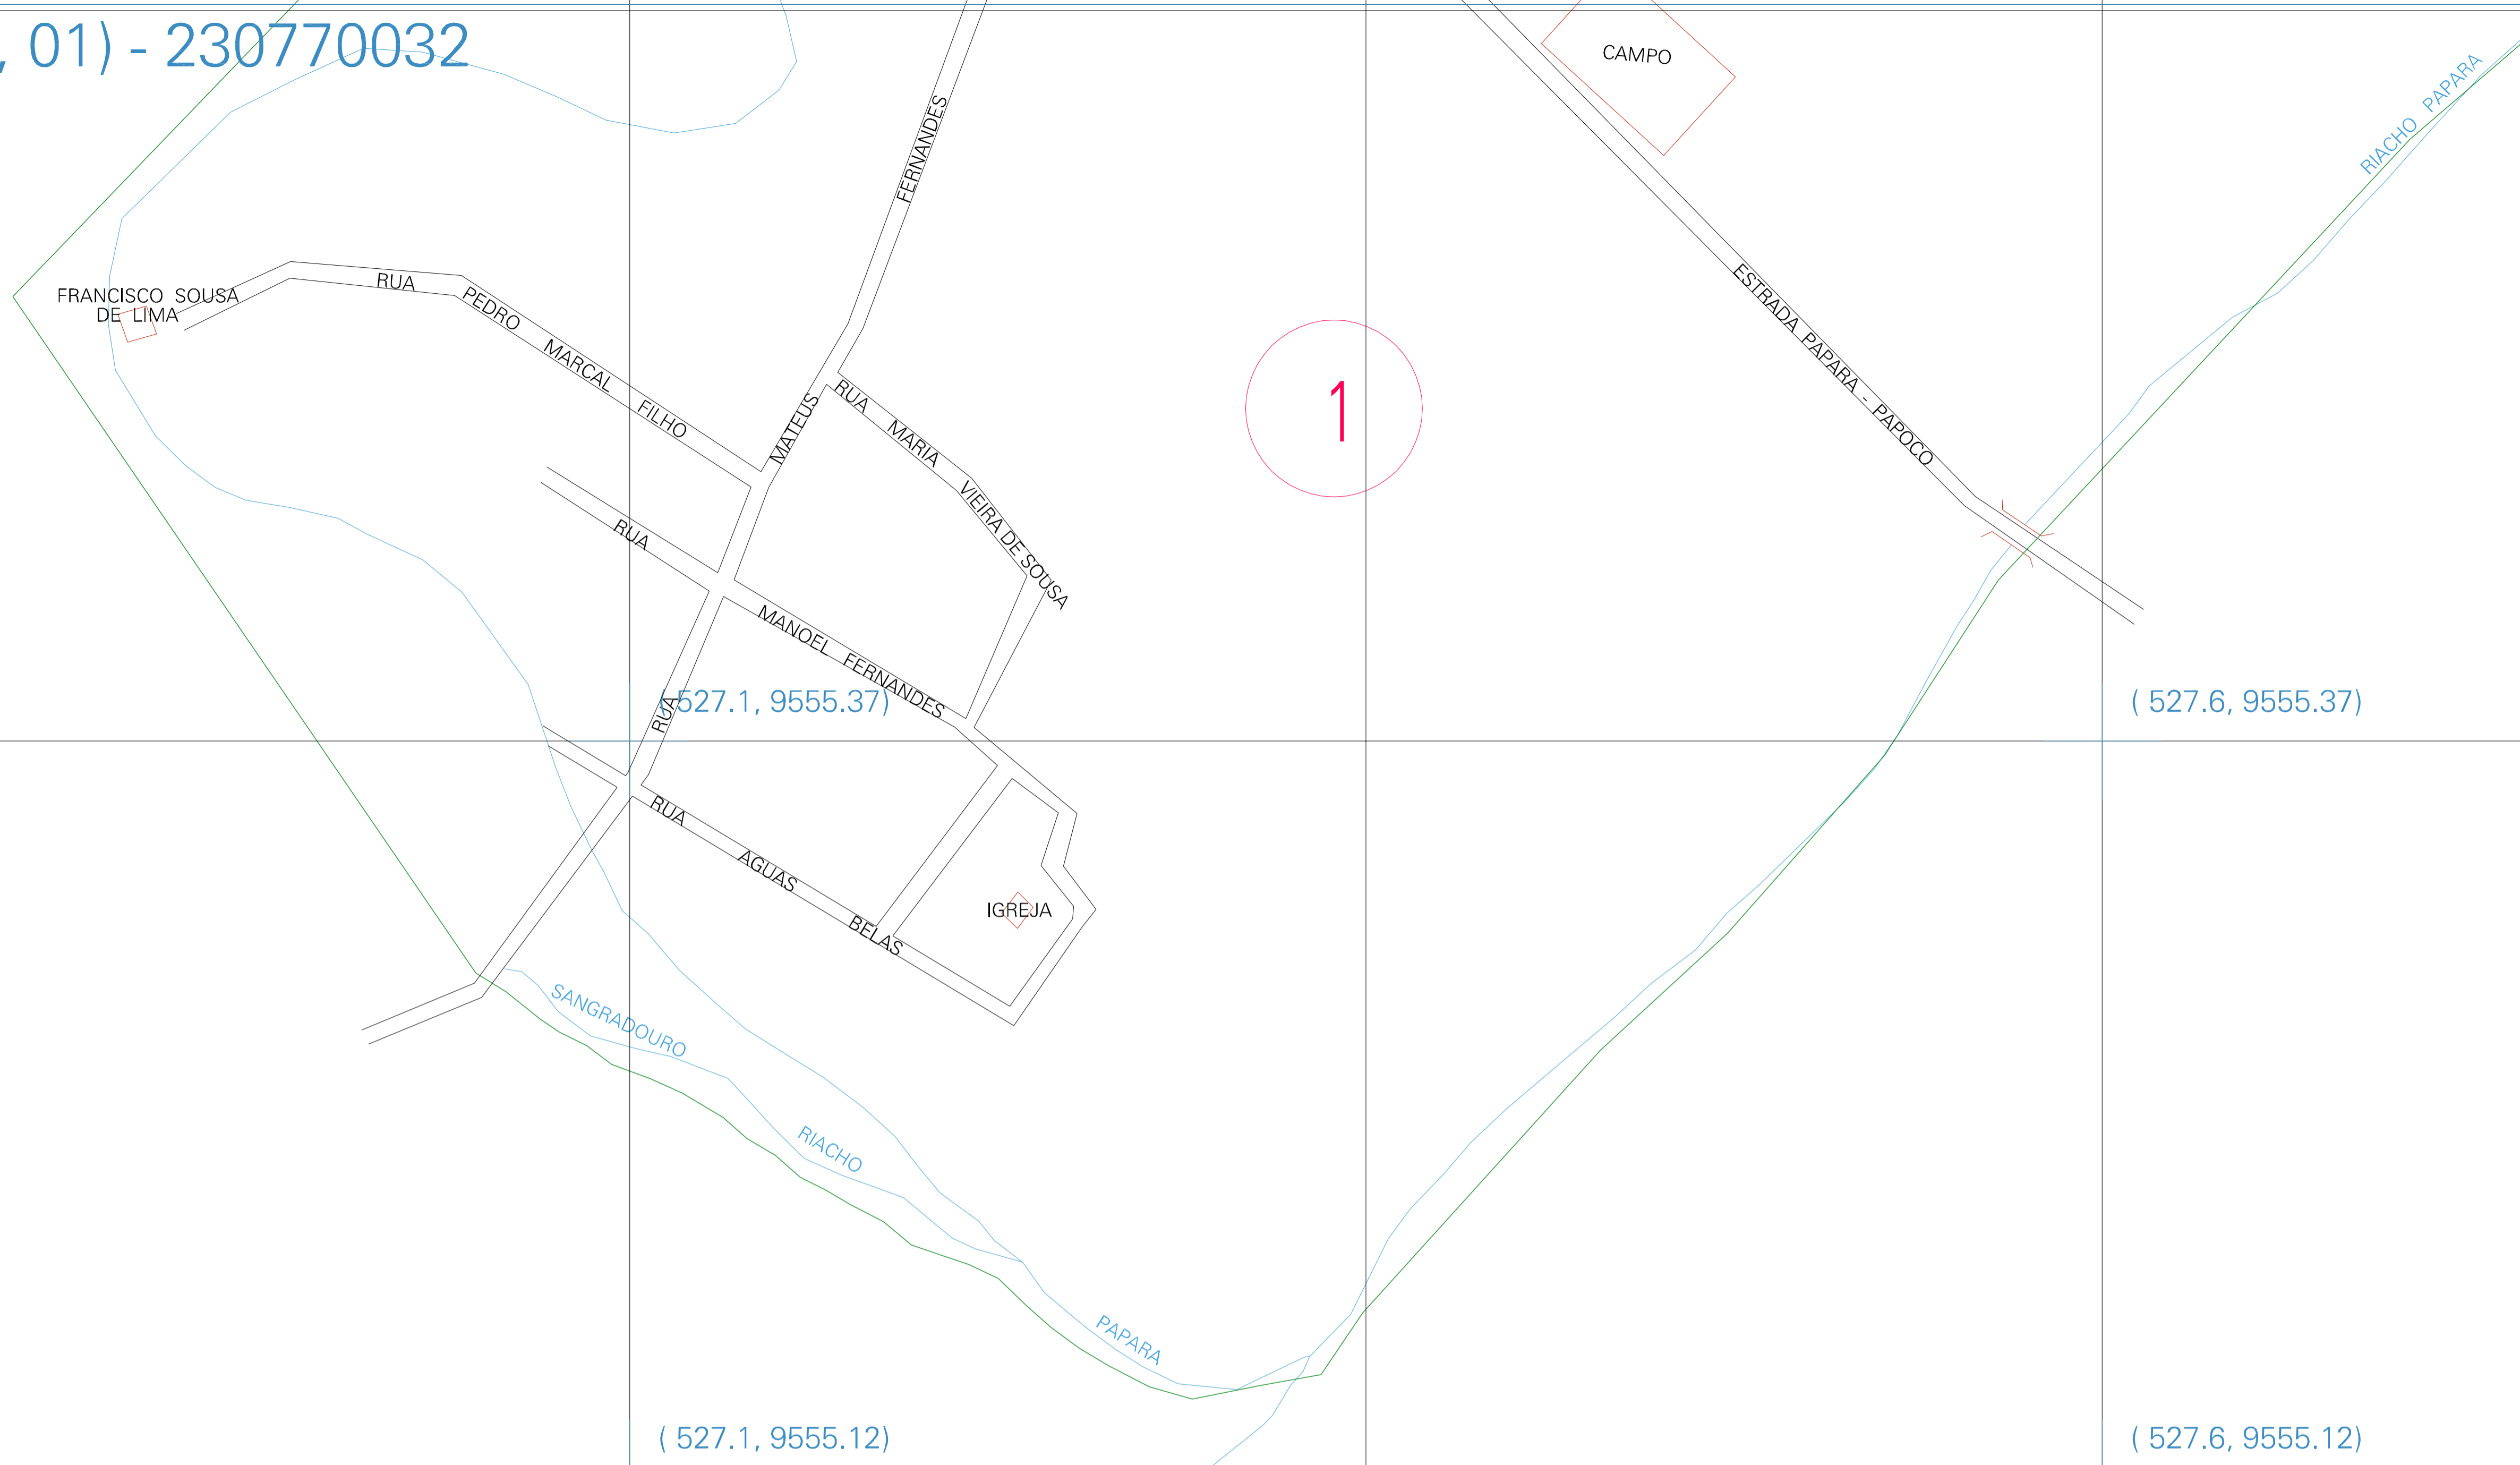 , 01) - 230770032
CAMPO
RIACHO PAPARA
FERNANDES
FRANCISCO SOUSA
DE LIMA
RUA PEDRO MARCAL FILHO
MATEUS
RUA MARIA VIEIRA DE SOUSA
1
ESTRADA PAPARA - PAPOCO
RUA MANOEL FERNANDES
RUA
( 527.1, 9555.37)
( 527.6, 9555.37)
RUA AGUAS BELAS
IGREJA
SANGRADOURO
RIACHO PAPARA
( 527.1, 9555.12)
( 527.6, 9555.12)